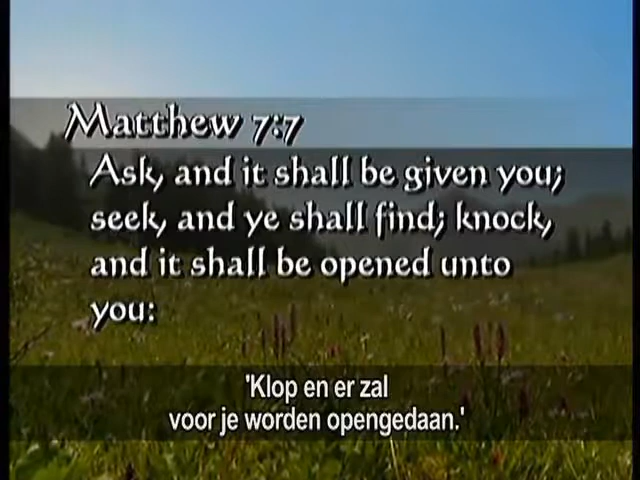 Matthew 7:7
Ask, and it shall be given you;
seek, and ye shall find; knock,
and it shall be opened unto
you:
'Klop en er zal
voor je worden opengedaan.'